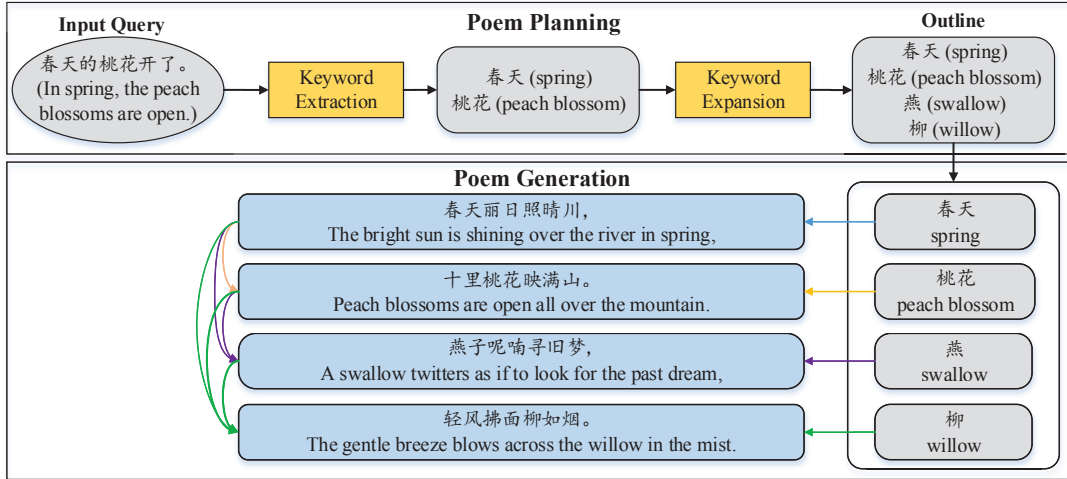 Poem Planning
Input Query
春天的桃花开了。
(In spring, the peach
blossoms are open.)
Keyword
Extraction
春天 (spring)
桃花 (peach blossom)
Keyword
Expansion
Outline
春天 (spring)
桃花 (peach blossom)
燕 (swallow)
柳 (willow)
Poem Generation
春天丽日照晴川，
The bright sun is shining over the river in spring,
春天
spring
十里桃花映满山。
Peach blossoms are open all over the mountain.
桃花
peach blossom
燕子呢喃寻旧梦，
A swallow twitters as if to look for the past dream,
燕
swallow
轻风拂面柳如烟。
The gentle breeze blows across the willow in the mist.
柳
willow